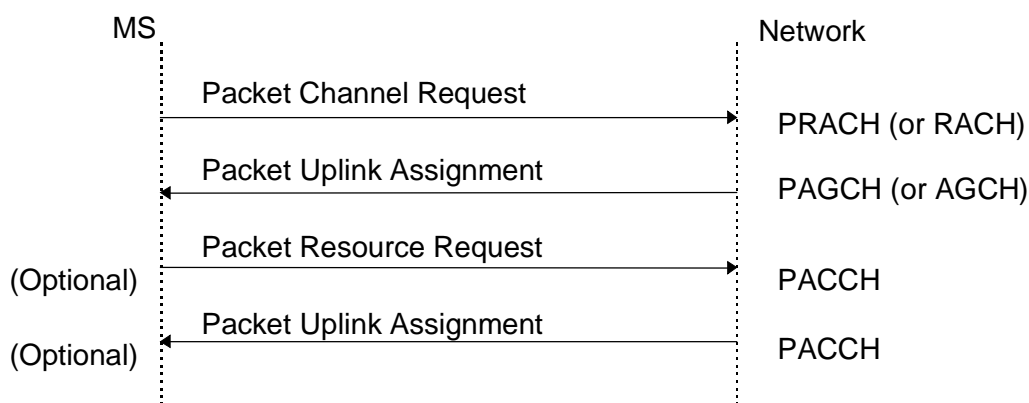 MS
Network
Packet Channel Request
PRACH (or RACH)
Packet Uplink Assignment
PAGCH (or AGCH)
Packet Resource Request
(Optional)
PACCH
Packet Uplink Assignment
(Optional)
PACCH